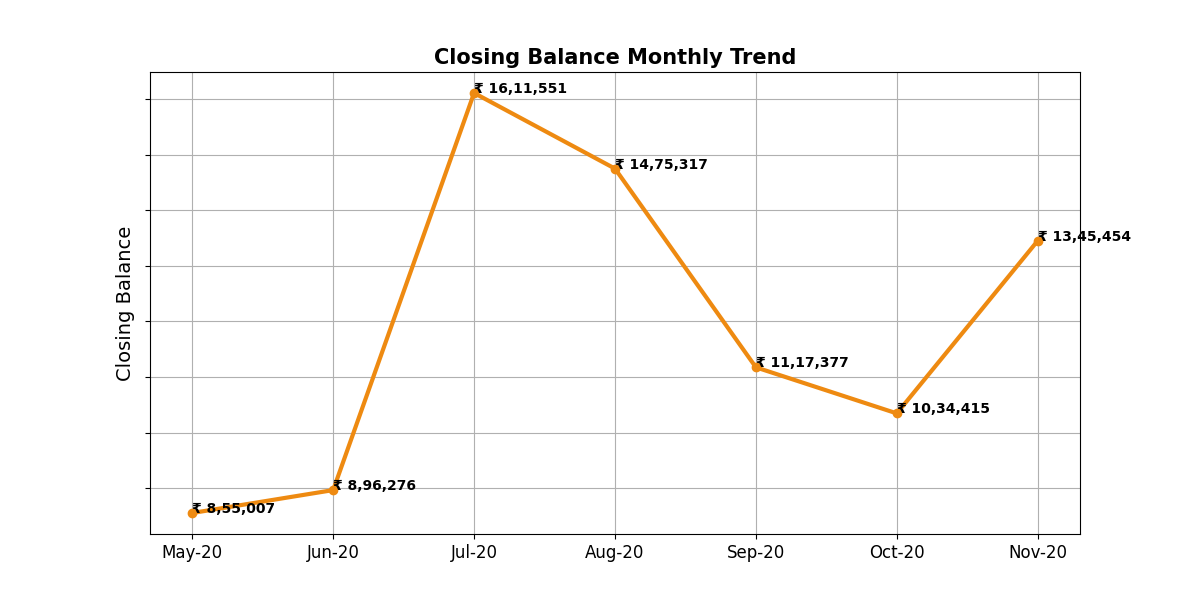 Closing Balance Monthly Trend
Closing Balance
₹ 8,55,007
₹ 8,96,276
₹ 16,11,551
₹ 14,75,317
₹ 11,17,377
₹ 10,34,415
₹ 13,45,454
May-20 Jun-20 Jul-20 Aug-20 Sep-20 Oct-20 Nov-20